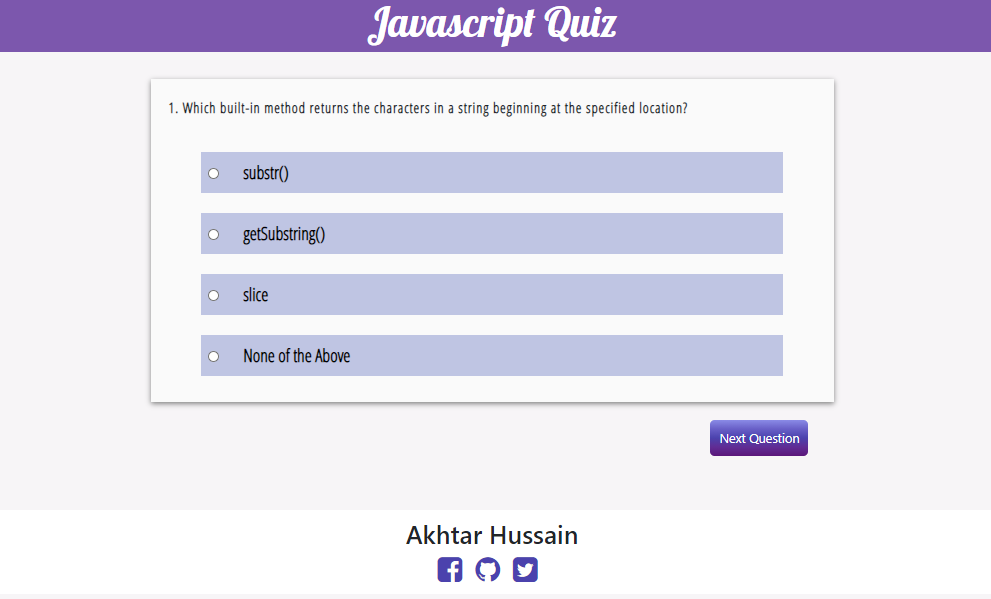 Javascript Quiz
1. Which built-in method returns the characters in a string beginning at the specified location?
substr()
getSubstring()
slice
None of the Above
Next Question
Akhtar Hussain